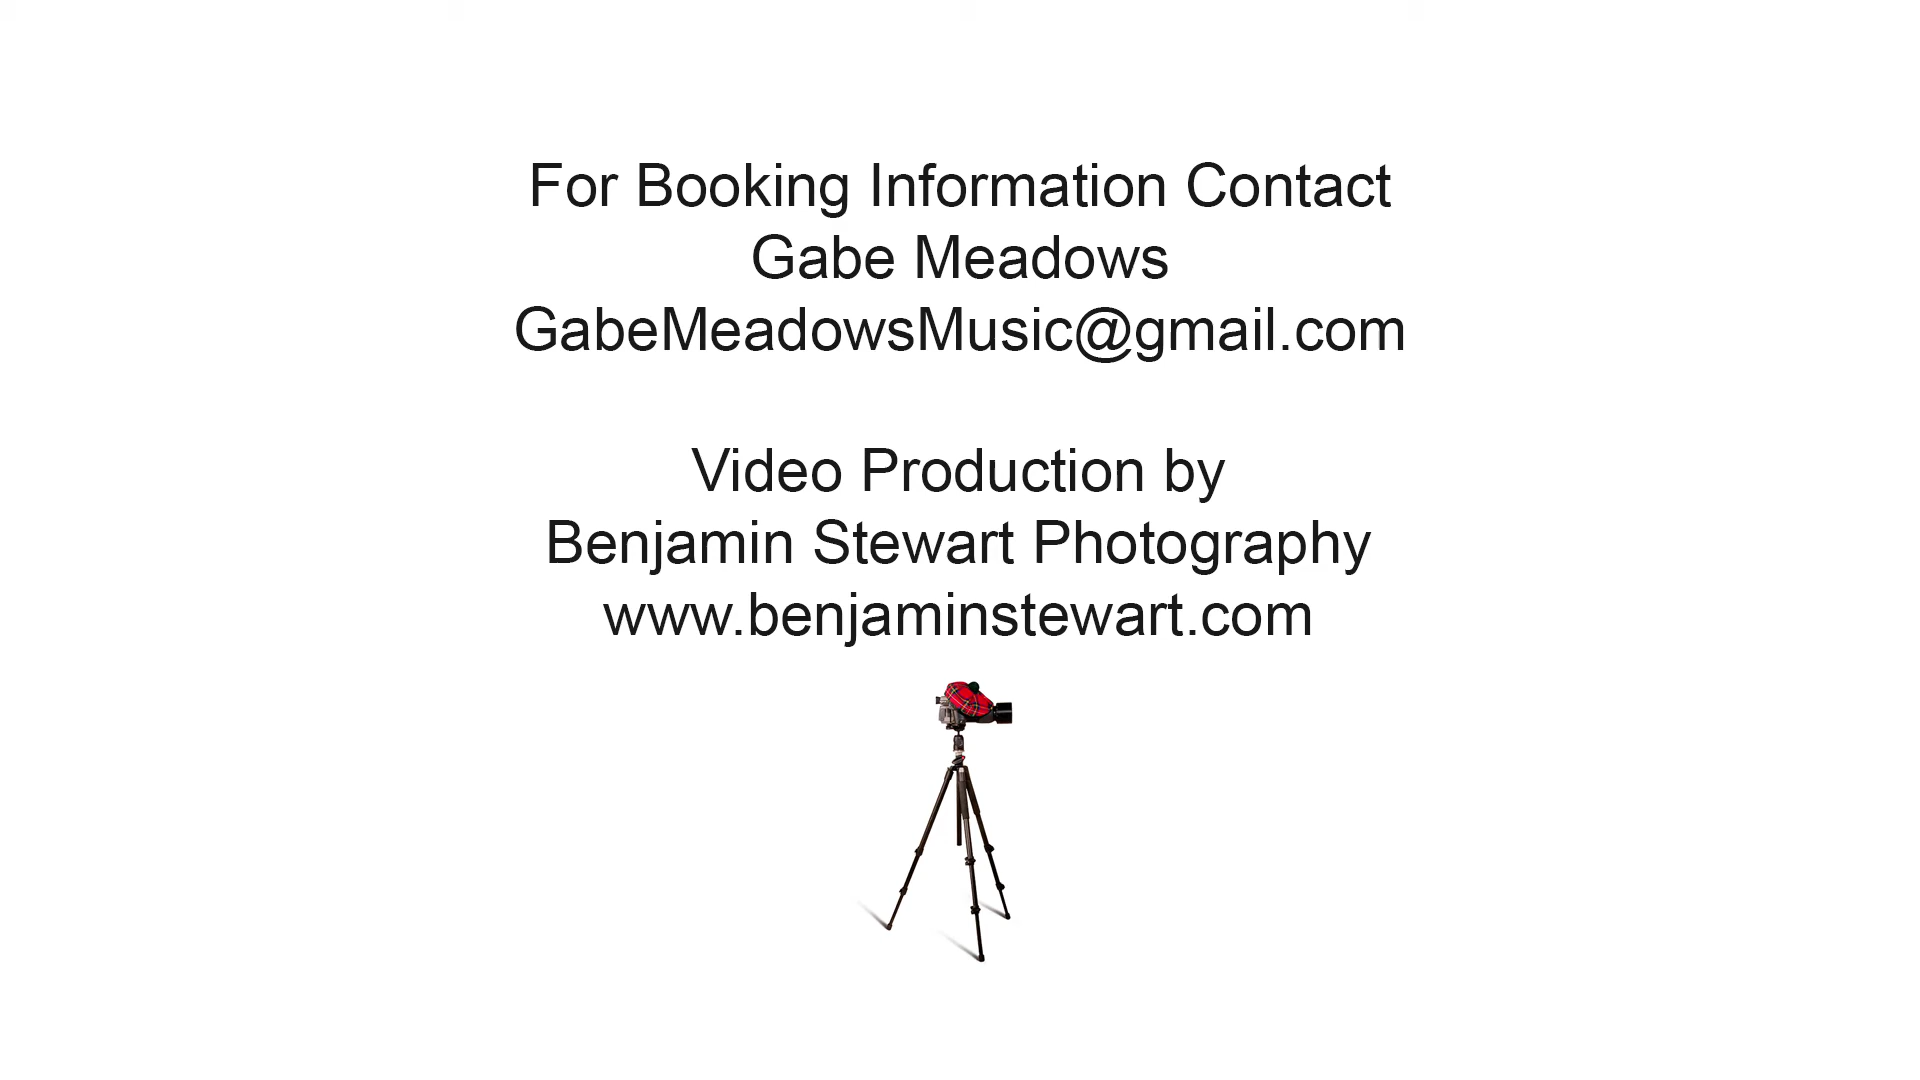 For Booking Information Contact
Gabe Meadows
GabeMeadowsMusic@gmail.com
Video Production by
Benjamin Stewart Photography
www.benjaminstewart.com